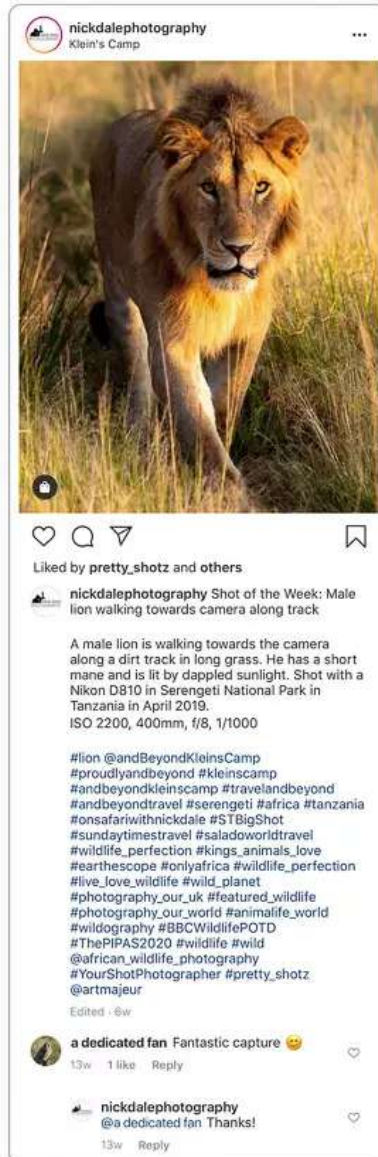 nickdalephotography
Klein's Camp
Liked by pretty_shotz and others
nickdalephotography Shot of the Week: Male
lion walking towards camera along track
A male lion is walking towards the camera
along a dirt track in long grass. He has a short
mane and is lit by dappled sunlight. Shot with a
Nikon D810 in Serengeti National Park in
Tanzania in April 2019.
ISO 2200, 400mm, f/8, 1/1000
#lion @andBeyondKleinsCamp
#proudlyandbeyond #kleinscamp
#andbeyondkleinscamp #travelandbeyond
#andbeyondtravel #serengeti #africa #tanzania
#onsafariwithnickdale #STBigShot
#sundaytimestravel #saladoworldtravel
#wildlife_perfection #kings_animals_love
#earthescope #onlyafrica #wildlife_perfection
#live_love_wildlife #wild_planet
#photography_our_uk #featured_wildlife
#photography_our_world #animalife_world
#wildography #BBCWildlifePOTD
#ThePIPAS2020 #wildlife #wild
@african_wildlife_photography
#YourShotPhotographer #pretty_shotz
@artmajeur
Edited · 6w
a dedicated fan Fantastic capture 😊
13w 1 like Reply
nickdalephotography
@a dedicated fan Thanks!
13w Reply